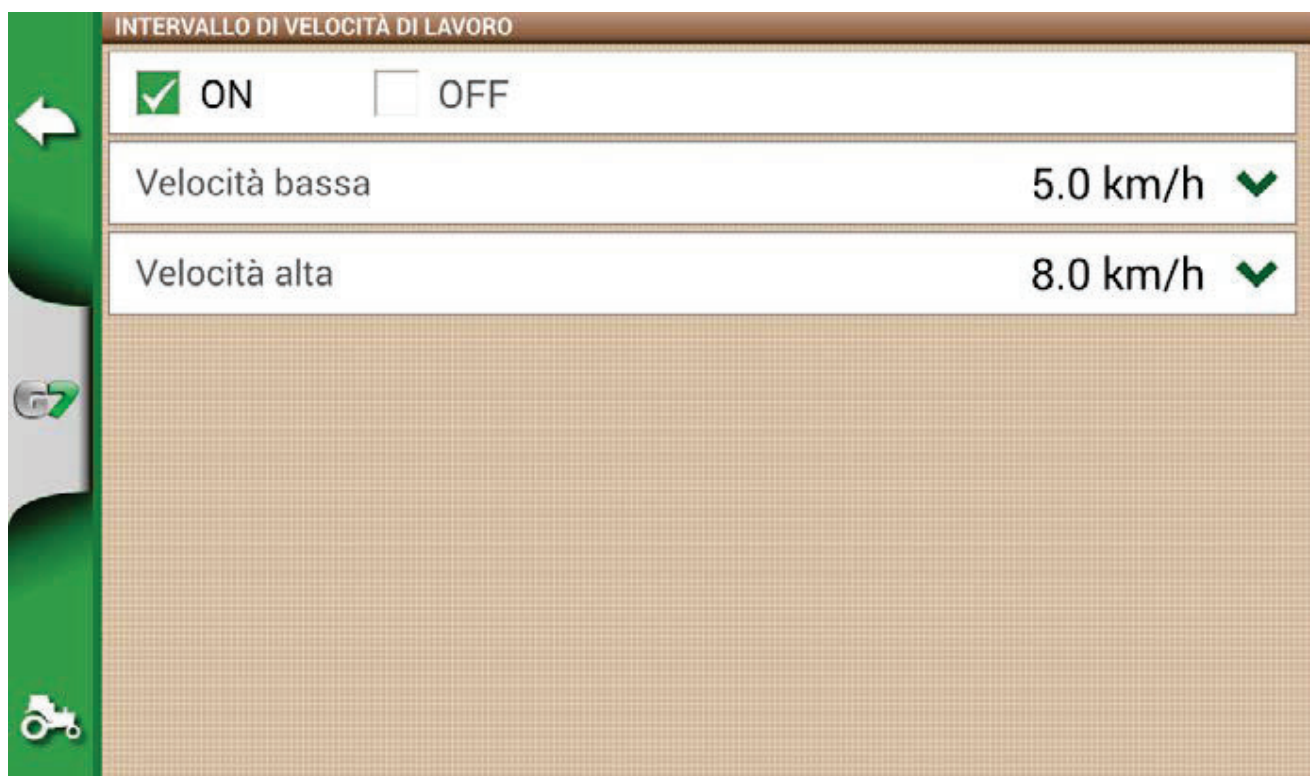 INTERVALLO DI VELOCITÀ DI LAVORO
ON OFF
Velocità bassa 5.0 km/h
Velocità alta 8.0 km/h
G7